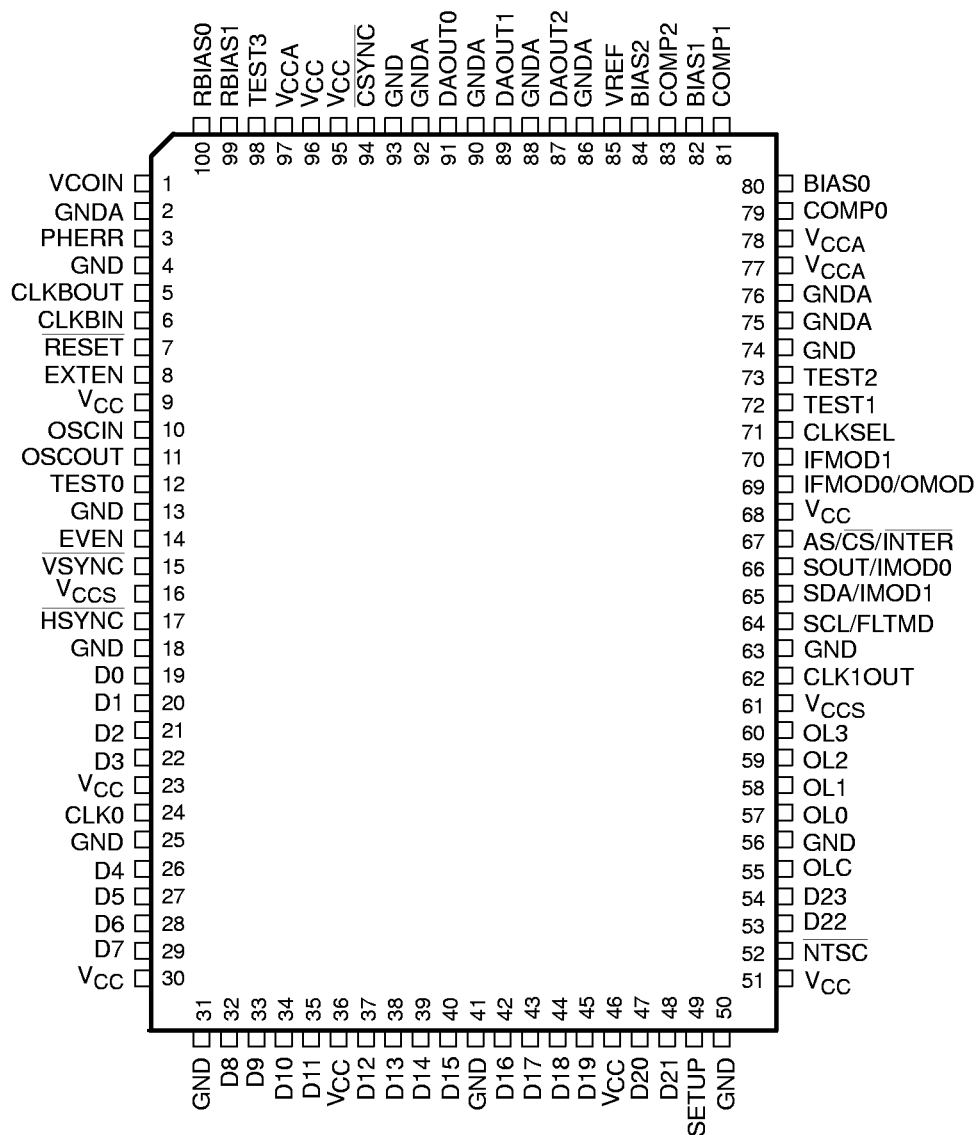 RBIAS0 RBIAS1 TEST3 VCCA VCC VCC CSYNC GND GNDA DAOUT0 GNDA DAOUT1 GNDA DAOUT2 GNDA VREF BIAS2 COMP2 BIAS1 COMP1
100 99 98 97 96 95 94 93 92 91 90 89 88 87 86 85 84 83 82 81
VCOIN 1 80 BIAS0
GNDA 2 79 COMP0
PHERR 3 78 VCCA
GND 4 77 VCCA
CLKBOUT 5 76 GNDA
CLKBIN 6 75 GNDA
RESET 7 74 GND
EXTEN 8 73 TEST2
VCC 9 72 TEST1
OSCIN 10 71 CLKSEL
OSCOUT 11 70 IFMOD1
TEST0 12 69 IFMOD0/OMOD
GND 13 68 VCC
EVEN 14 67 AS/CS/INTER
VSYNC 15 66 SOUT/IMOD0
VCCS 16 65 SDA/IMOD1
HSYNC 17 64 SCL/FLTMD
GND 18 63 GND
D0 19 62 CLK1OUT
D1 20 61 VCCS
D2 21 60 OL3
D3 22 59 OL2
VCC 23 58 OL1
CLK0 24 57 OL0
GND 25 56 GND
D4 26 55 OLC
D5 27 54 D23
D6 28 53 D22
D7 29 52 NTSC
VCC 30 51 VCC
31 32 33 34 35 36 37 38 39 40 41 42 43 44 45 46 47 48 49 50
GND D8 D9 D10 D11 VCC D12 D13 D14 D15 GND D16 D17 D18 D19 VCC D20 D21 SETUP GND